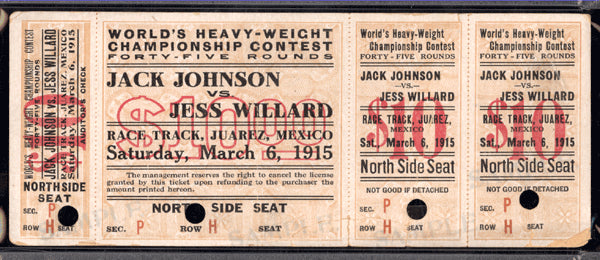 WORLD'S HEAVY-WEIGHT CHAMPIONSHIP CONTEST
FORTY-FIVE ROUNDS
JACK JOHNSON VS. JESS WILLARD
RACE TRACK, JUAREZ, MEXICO
Saturday, March 6, 1915
AUDITOR'S CHECK
NORTHSIDE
SEAT
SEC. P
ROW H SEAT
WORLD'S HEAVY-WEIGHT
CHAMPIONSHIP CONTEST
FORTY-FIVE ROUNDS
JACK JOHNSON
VS.
JESS WILLARD
RACE TRACK, JUAREZ, MEXICO
Saturday, March 6, 1915
The management reserves the right to cancel the license
granted by this ticket upon refunding to the purchaser the
amount printed hereon.
NORTH SIDE SEAT
SEC. P
ROW H SEAT
World's Heavy-Weight
Championship Contest
FORTY-FIVE ROUNDS
JACK JOHNSON
—VS.—
JESS WILLARD
$10
RACE TRACK, JUAREZ,
MEXICO
Sat., March 6, 1915
North Side Seat
NOT GOOD IF DETACHED
SEC. P
ROW H SEAT
World's Heavy-Weight
Championship Contest
FORTY-FIVE ROUNDS
JACK JOHNSON
—VS.—
JESS WILLARD
$10
RACE TRACK, JUAREZ,
MEXICO
Sat., March 6, 1915
North Side Seat
NOT GOOD IF DETACHED
SEC. P
ROW H SEAT